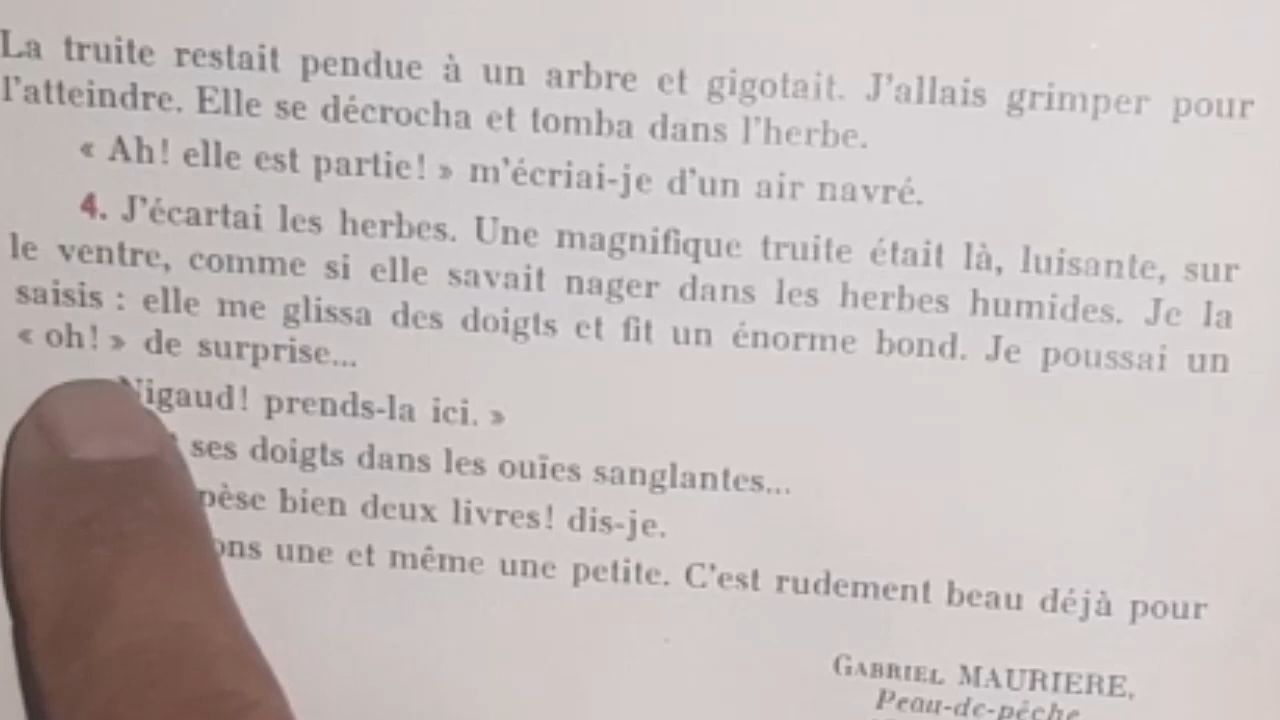 La truite restait pendue à un arbre et gigotait. J'allais grimper pour
l'atteindre. Elle se décrocha et tomba dans l'herbe.
« Ah! elle est partie! » m'écriai-je d'un air navré.
4. J'écartai les herbes. Une magnifique truite était là, luisante, sur
le ventre, comme si elle savait nager dans les herbes humides. Je la
saisis : elle me glissa des doigts et fit un énorme bond. Je poussai un
« oh! » de surprise...
Nigaud! prends-la ici. »
ses doigts dans les ouïes sanglantes...
pèse bien deux livres! dis-je.
une et même une petite. C'est rudement beau déjà pour
GABRIEL MAURIERE,
Peau-de-pêche